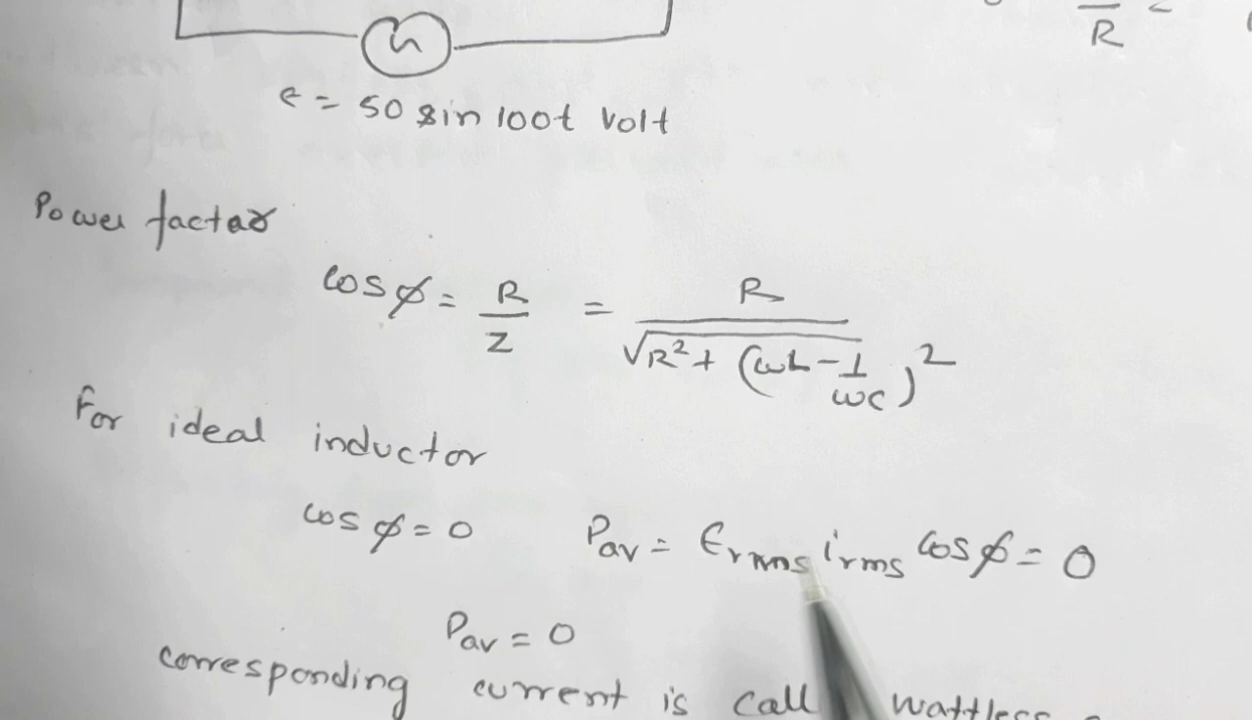 R
e = 50 sin 100t volt
Power factor
cos φ = R/Z = R/√R² + (ωL - 1/ωC)²
For ideal inductor
cos φ = 0 Pav = Erms irms cos φ = 0
Pav = 0
corresponding current is call wattless